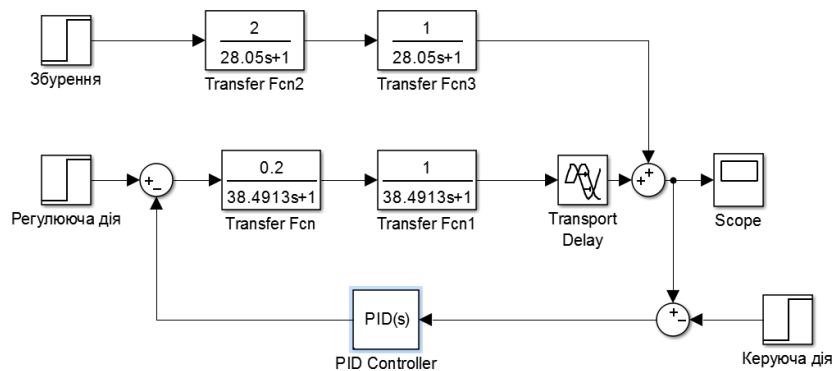 2
28.05s+1
Transfer Fcn2
1
28.05s+1
Transfer Fcn3
Збурення
0.2
38.4913s+1
Transfer Fcn
1
38.4913s+1
Transfer Fcn1
Регулююча дія
Transport
Delay
Scope
PID(s)
PID Controller
Керуюча дія